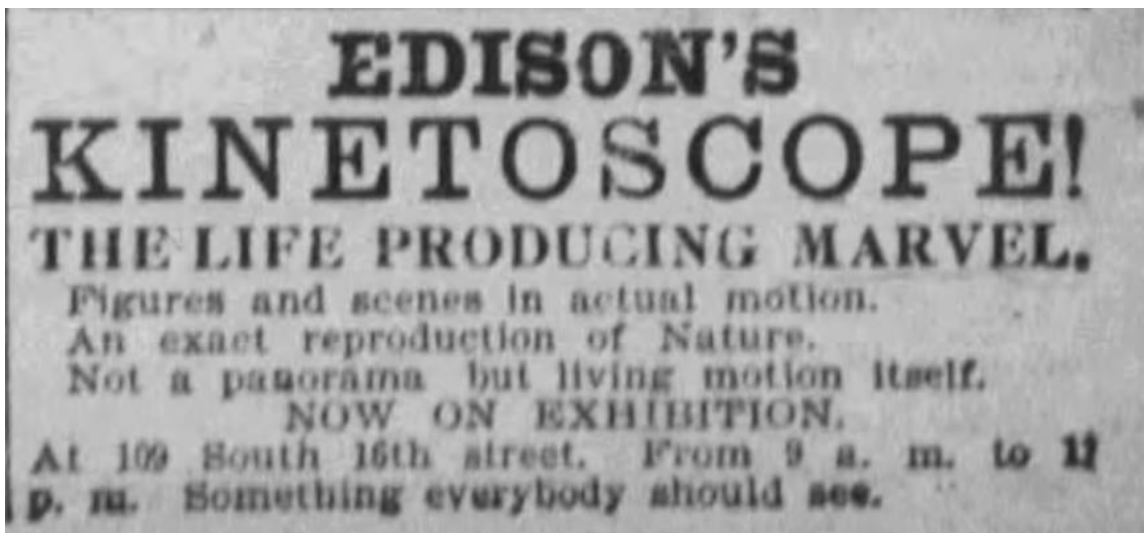 EDISON'S
KINETOSCOPE!
THE LIFE PRODUCING MARVEL.
Figures and scenes in actual motion.
An exact reproduction of Nature.
Not a panorama but living motion itself.
NOW ON EXHIBITION.
At 109 South 16th street. From 9 a. m. to
p. m. Something everybody should see.